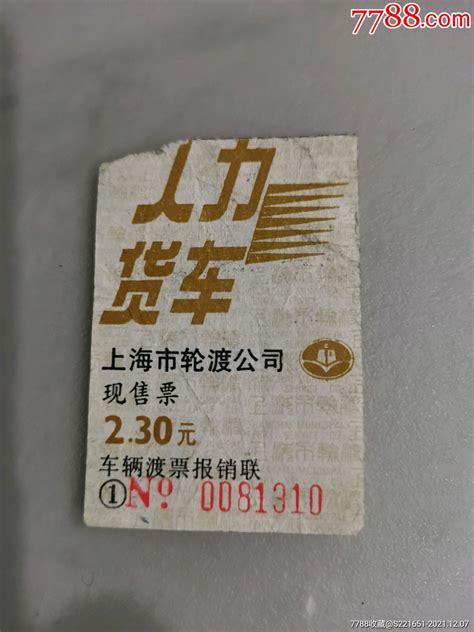 7788.com
人力
货车
上海市轮渡公司
现售票
2.30元
车辆渡票报销联
①№ 0081310
7788收藏@S221651-2021.12.07